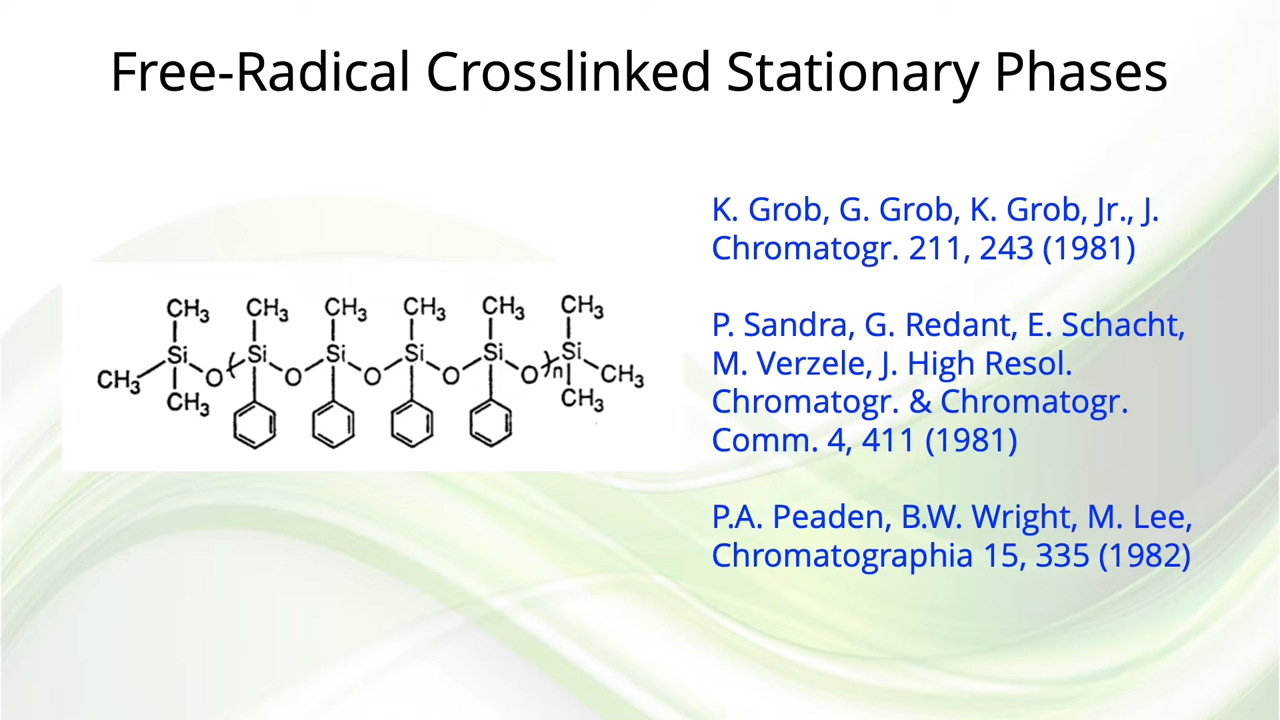 Free-Radical Crosslinked Stationary Phases
K. Grob, G. Grob, K. Grob, Jr., J.
Chromatogr. 211, 243 (1981)
P. Sandra, G. Redant, E. Schacht,
M. Verzele, J. High Resol.
Chromatogr. & Chromatogr.
Comm. 4, 411 (1981)
P.A. Peaden, B.W. Wright, M. Lee,
Chromatographia 15, 335 (1982)
CH₃ CH₃ CH₃ CH₃ CH₃ CH₃
Si Si Si Si Si Si
CH₃ O ( O O O O )n CH₃
CH₃ CH₃